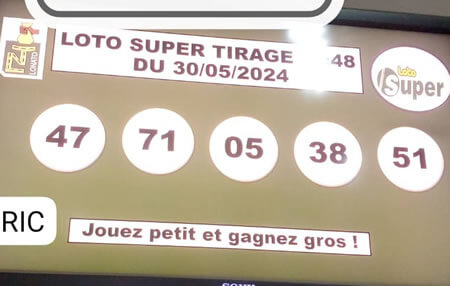 LOTO SUPER TIRAGE :48
DU 30/05/2024
LONATO
Loto
Super
47 71 05 38 51
RIC
Jouez petit et gagnez gros !